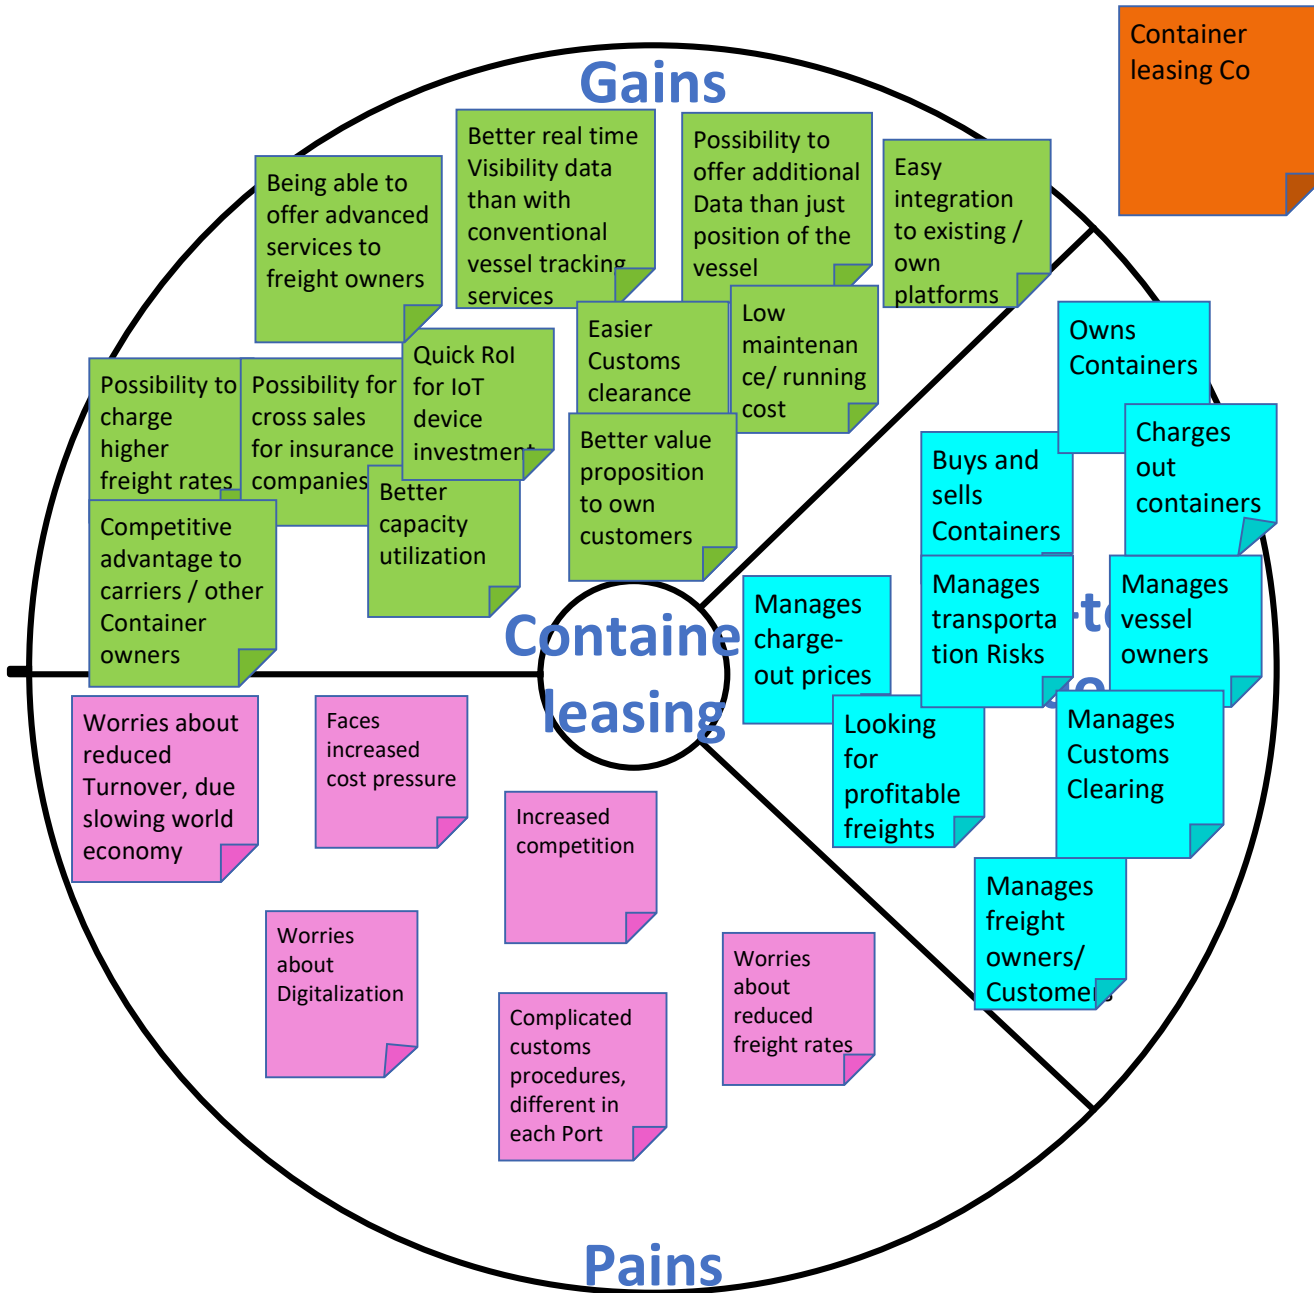 Container
leasing Co
Gains
Being able to
offer advanced
services to
freight owners
Better real time
Visibility data
than with
conventional
vessel tracking
services
Possibility to
offer additional
Data than just
position of the
vessel
Easy
integration
to existing /
own
platforms
Possibility to
charge
higher
freight rates
Possibility for
cross sales
for insurance
companies
Quick RoI
for IoT
device
investment
Easier
Customs
clearance
Low
maintenan
ce/ running
cost
Better
capacity
utilization
Better value
proposition
to own
customers
Competitive
advantage to
carriers / other
Container
owners
Owns
Containers
Charges
out
containers
Buys and
sells
Containers
Manages
charge-
out prices
Manages
transporta
tion Risks
Manages
vessel
owners
Looking
for
profitable
freights
Manages
Customs
Clearing
Manages
freight
owners/
Customers
leasing
Worries about
reduced
Turnover, due
slowing world
economy
Faces
increased
cost pressure
Increased
competition
Worries
about
Digitalization
Complicated
customs
procedures,
different in
each Port
Worries
about
reduced
freight rates
Pains